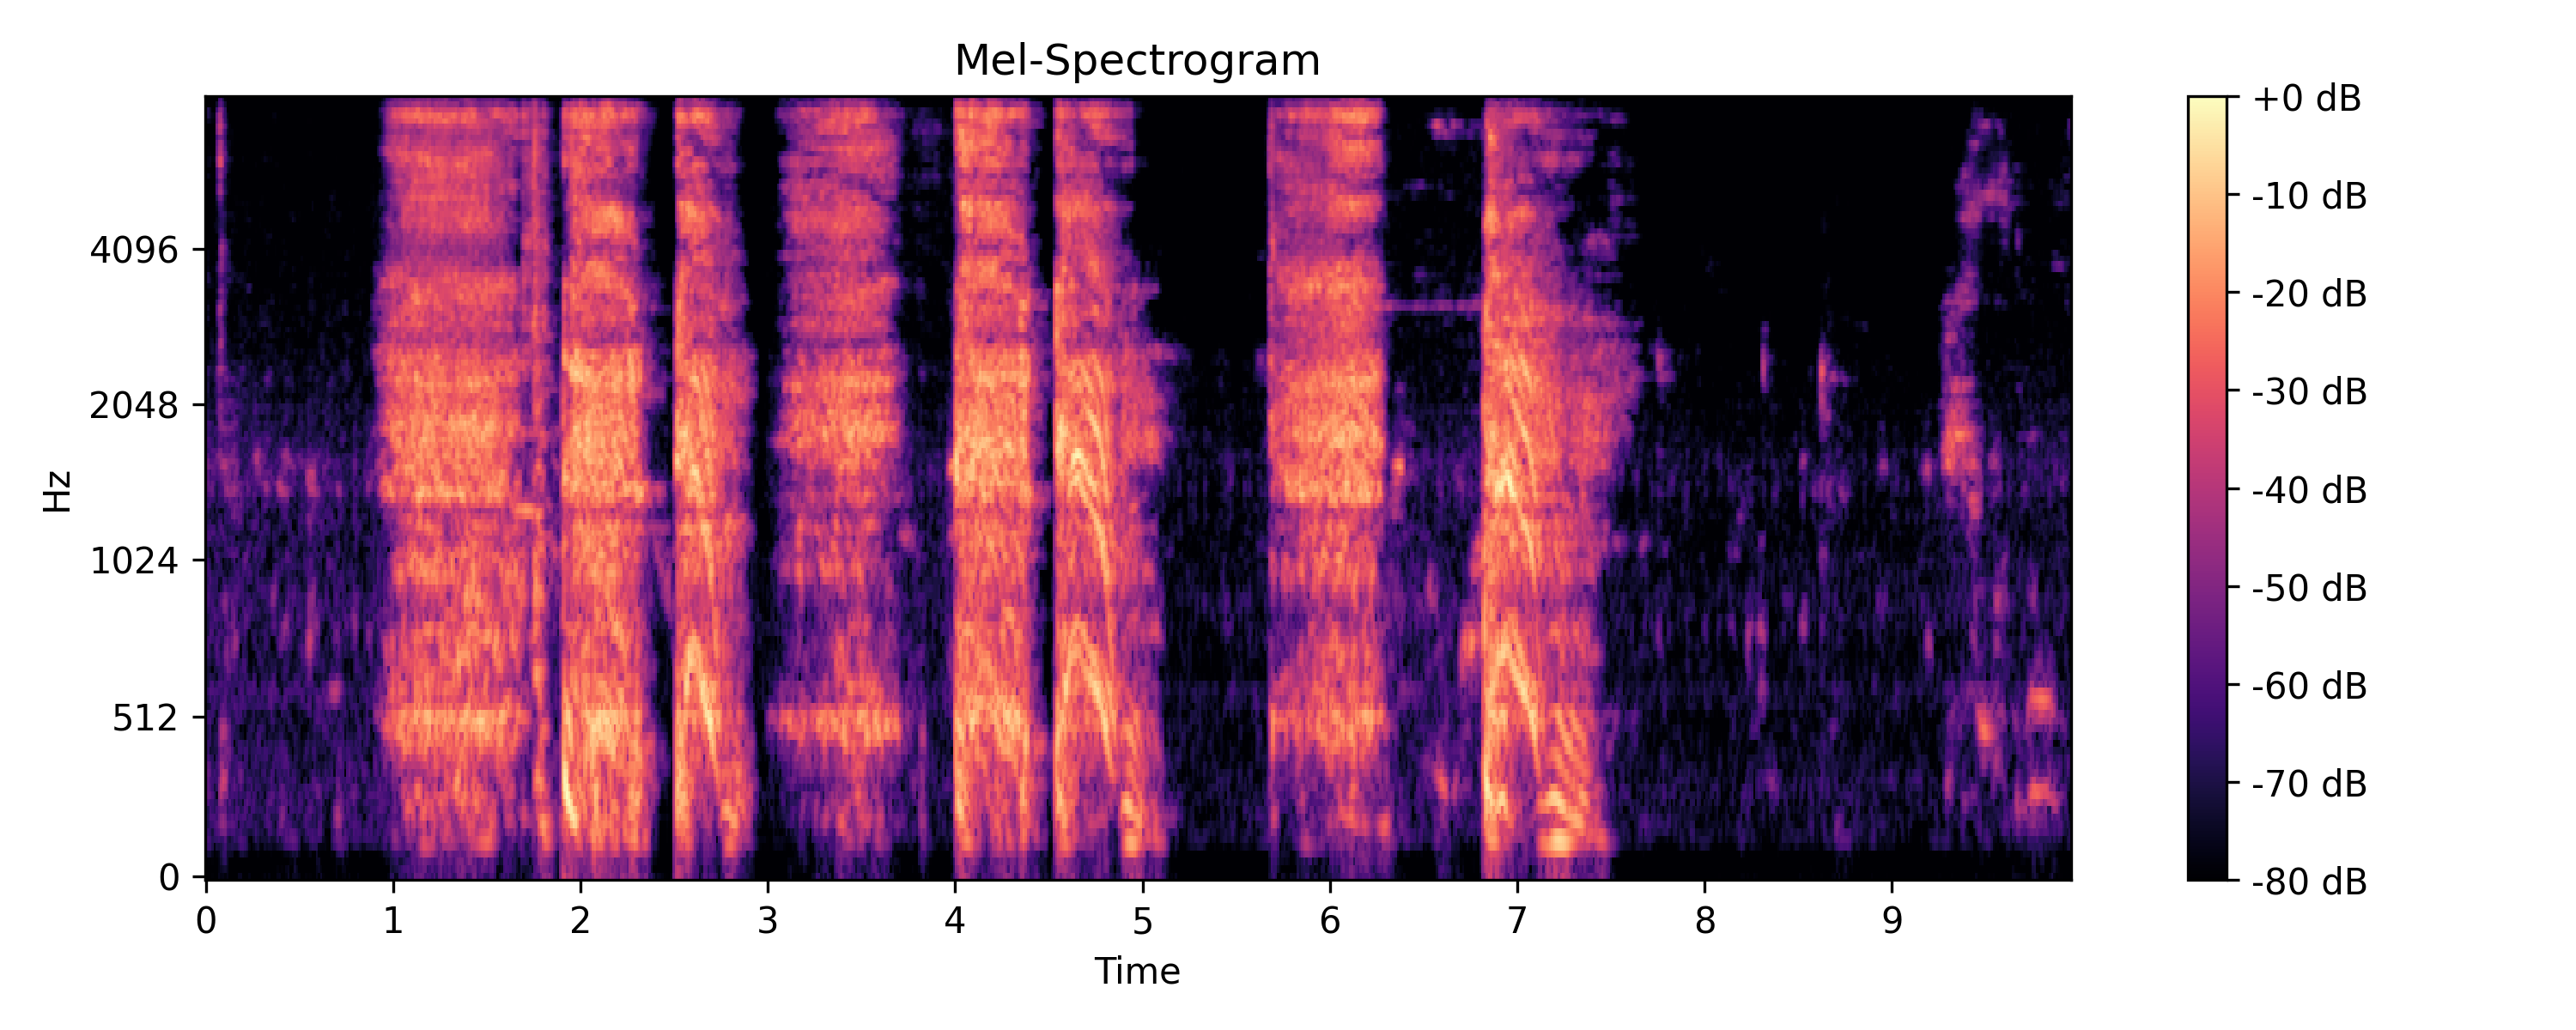 Mel-Spectrogram
+0 dB
-10 dB
-20 dB
-30 dB
-40 dB
-50 dB
-60 dB
-70 dB
-80 dB
Hz
4096
2048
1024
512
0
0 1 2 3 4 5 6 7 8 9
Time